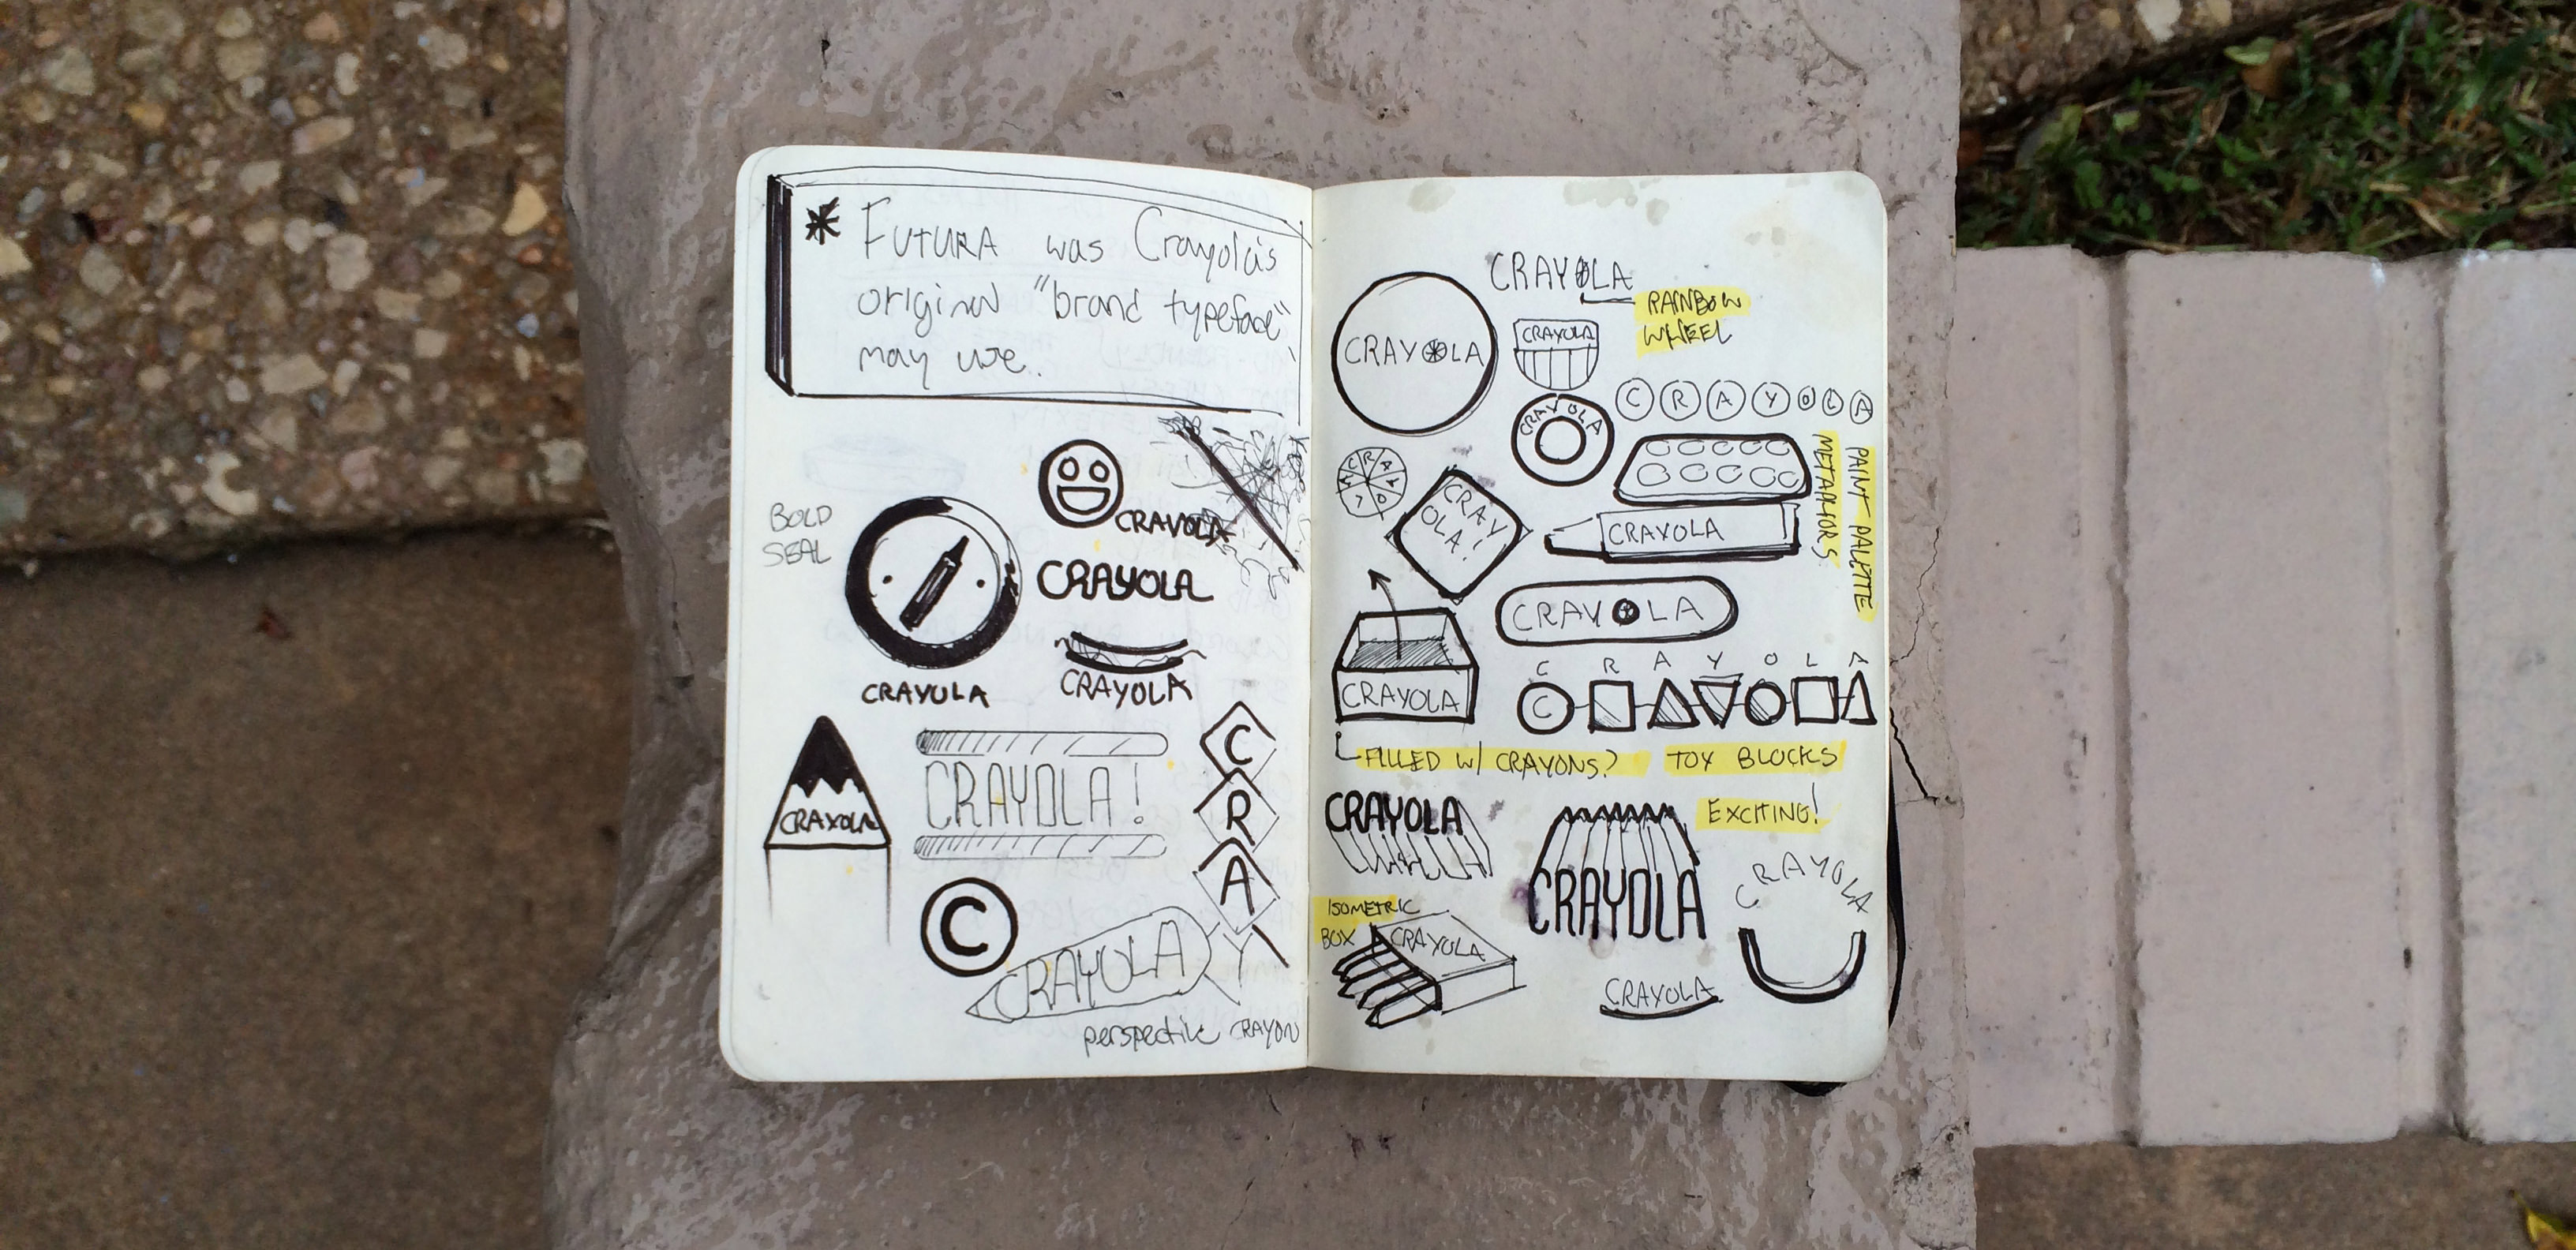 * FUTURA was Crayola's
original "brand typeface"
may use.
BOLD
SEAL
CRAYOLA
CRAYOLA
CRAYOLA
CRAYOLA
CRAYOLA
CRAYOLA!
C
R
A
Y
C
CRAYOLA
perspective CRAYON
CRAYOLA
RAINBOW
WHEEL
CRAYOLA
CRAYOLA
C R A Y O L A
CRAYOLA
PAINT PALETTE
METAPHORS
C R A Y O L A
CRAY
OLA!
CRAYOLA
CRAYOLA
CRAYOLA
C R A Y O L A
C
FILLED W/ CRAYONS?
TOY BLOCKS
CRAYOLA
EXCITING!
CRAYOLA
CRAYOLA
ISOMETRIC
BOX
CRAYOLA
CRAYOLA